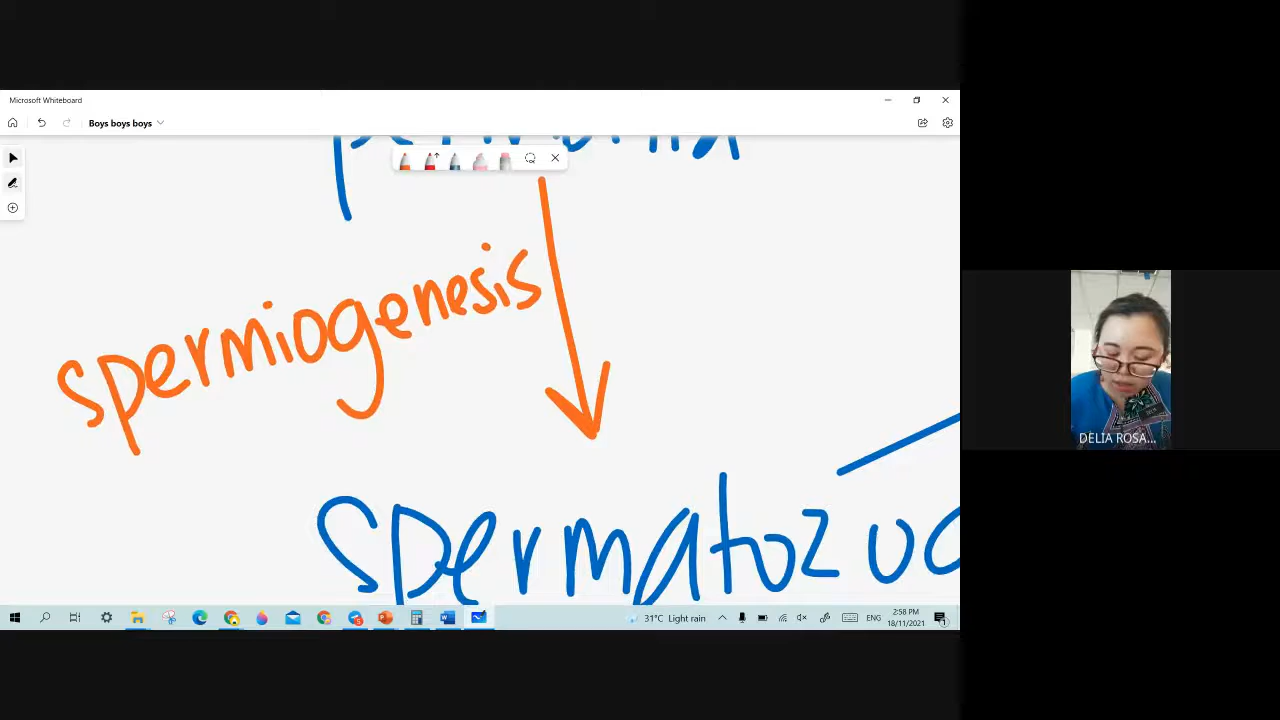 Microsoft Whiteboard
Boys boys boys
spermiogenesis
spermatozoa
DELIA ROSA...
31°C Light rain
ENG
2:58 PM
18/11/2021